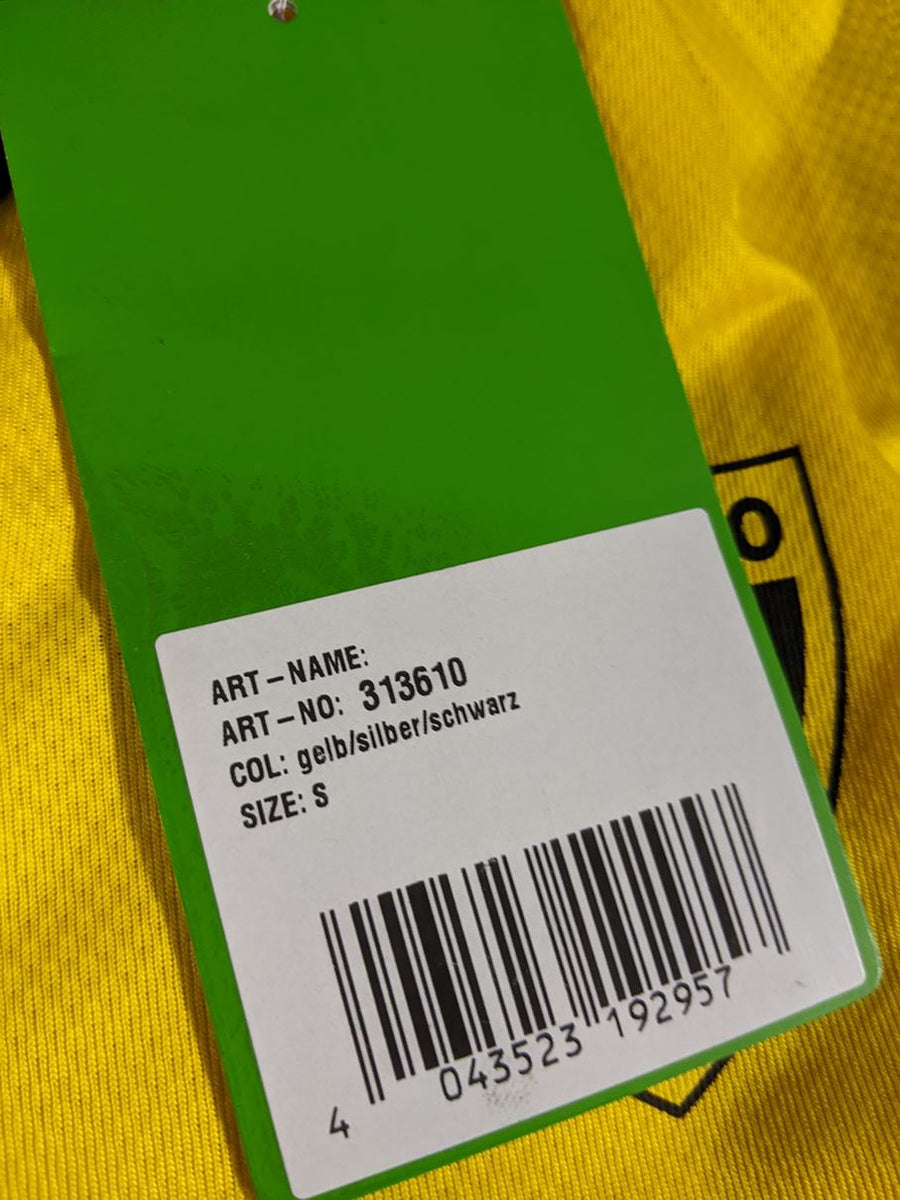 O
ART-NAME:
ART-NO: 313610
COL: gelb/silber/schwarz
SIZE: S
4 043523 192957